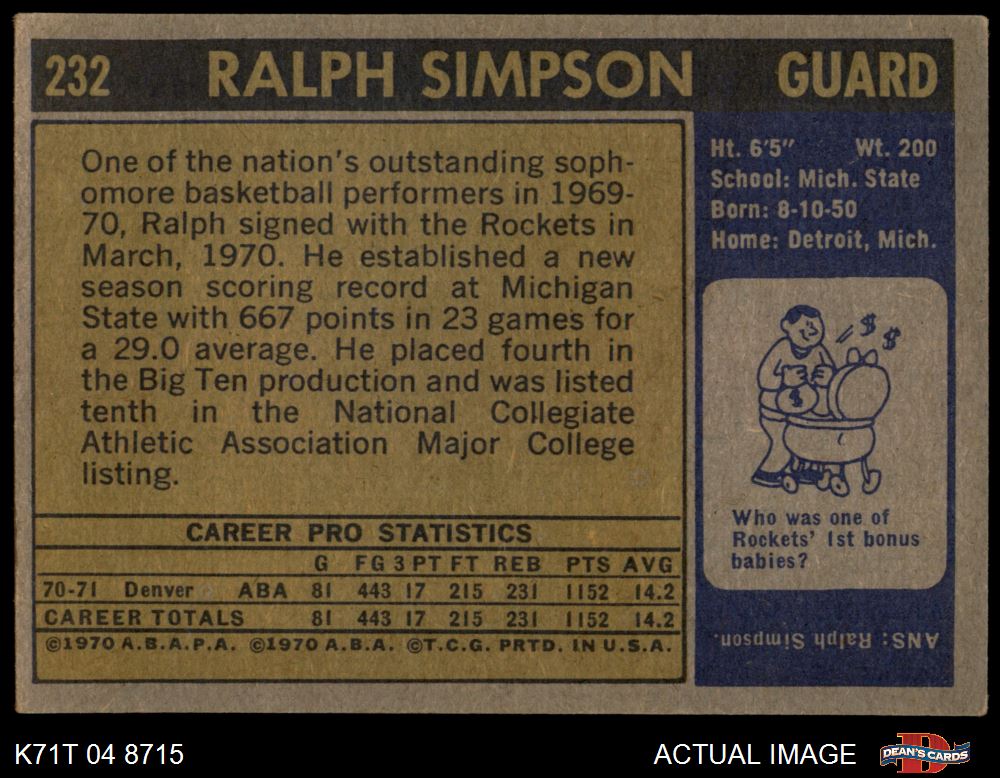 232 RALPH SIMPSON GUARD
One of the nation's outstanding soph-
omore basketball performers in 1969-
70, Ralph signed with the Rockets in
March, 1970. He established a new
season scoring record at Michigan
State with 667 points in 23 games for
a 29.0 average. He placed fourth in
the Big Ten production and was listed
tenth in the National Collegiate
Athletic Association Major College
listing.
Ht. 6'5" Wt. 200
School: Mich. State
Born: 8-10-50
Home: Detroit, Mich.
$ $
$
Who was one of
Rockets' 1st bonus
babies?
ANS: Ralph Simpson.
CAREER PRO STATISTICS
G FG 3 PT FT REB PTS AVG
70-71 Denver ABA 81 443 17 215 231 1152 14.2
CAREER TOTALS 81 443 17 215 231 1152 14.2
©1970 A.B.A.P.A. ©1970 A.B.A. ©T.C.G. PRTD. IN U.S.A.
K71T 04 8715
ACTUAL IMAGE
D
DEAN'S CARDS